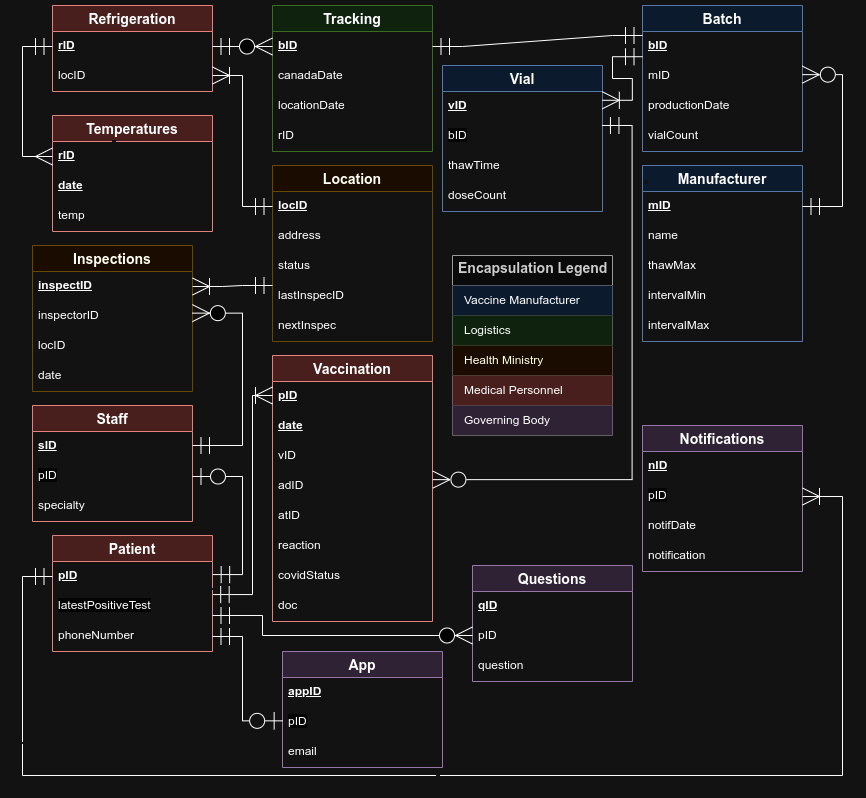 Refrigeration
rID
locID
Temperatures
rID
date
temp
Inspections
inspectID
inspectorID
locID
date
Staff
sID
pID
specialty
Patient
pID
latestPositiveTest
phoneNumber
Tracking
bID
canadaDate
locationDate
rID
Location
locID
address
status
lastInspecID
nextInspec
Vaccination
pID
date
vID
adID
atID
reaction
covidStatus
doc
App
appID
pID
email
Vial
vID
bID
thawTime
doseCount
Encapsulation Legend
Vaccine Manufacturer
Logistics
Health Ministry
Medical Personnel
Governing Body
Questions
qID
pID
question
Batch
bID
mID
productionDate
vialCount
Manufacturer
mID
name
thawMax
intervalMin
intervalMax
Notifications
nID
pID
notifDate
notification